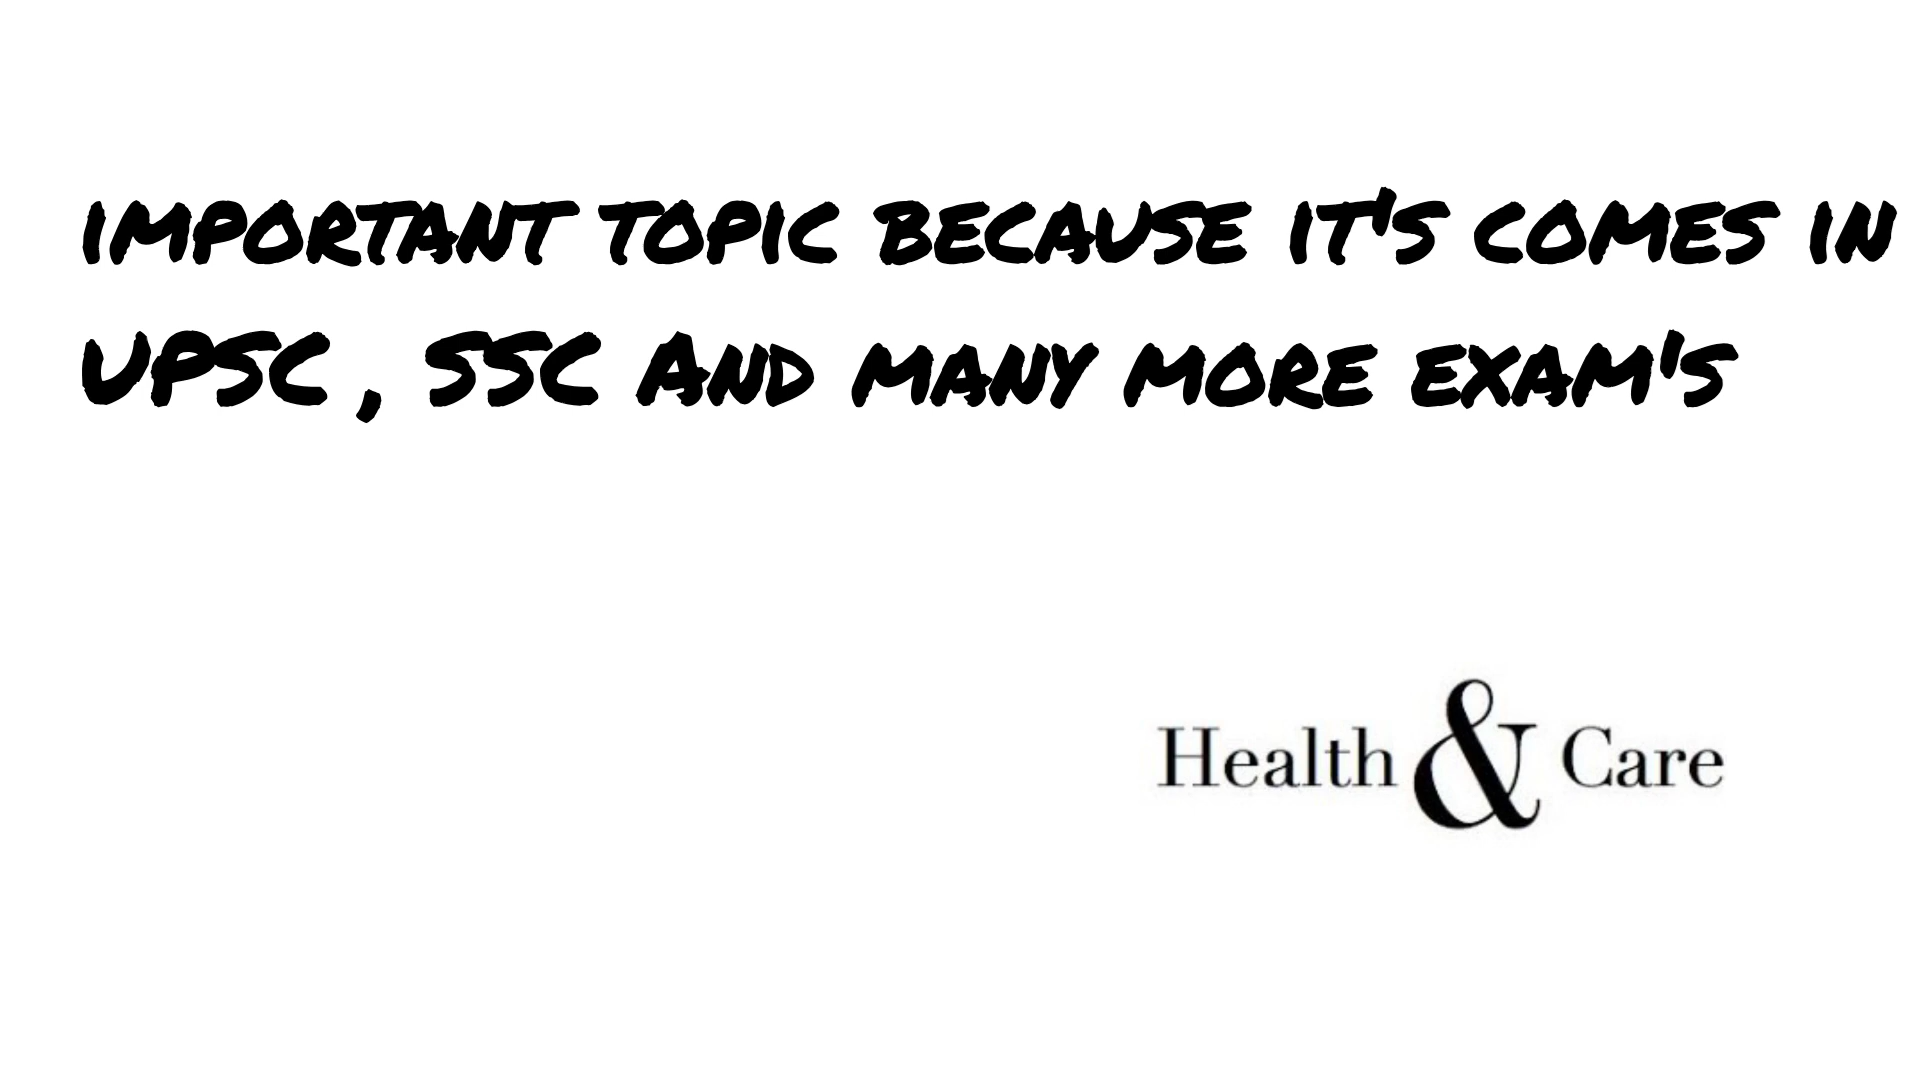 IMPORTANT TOPIC BECAUSE IT'S COMES IN
UPSC , SSC AND MANY MORE EXAM'S
Health & Care